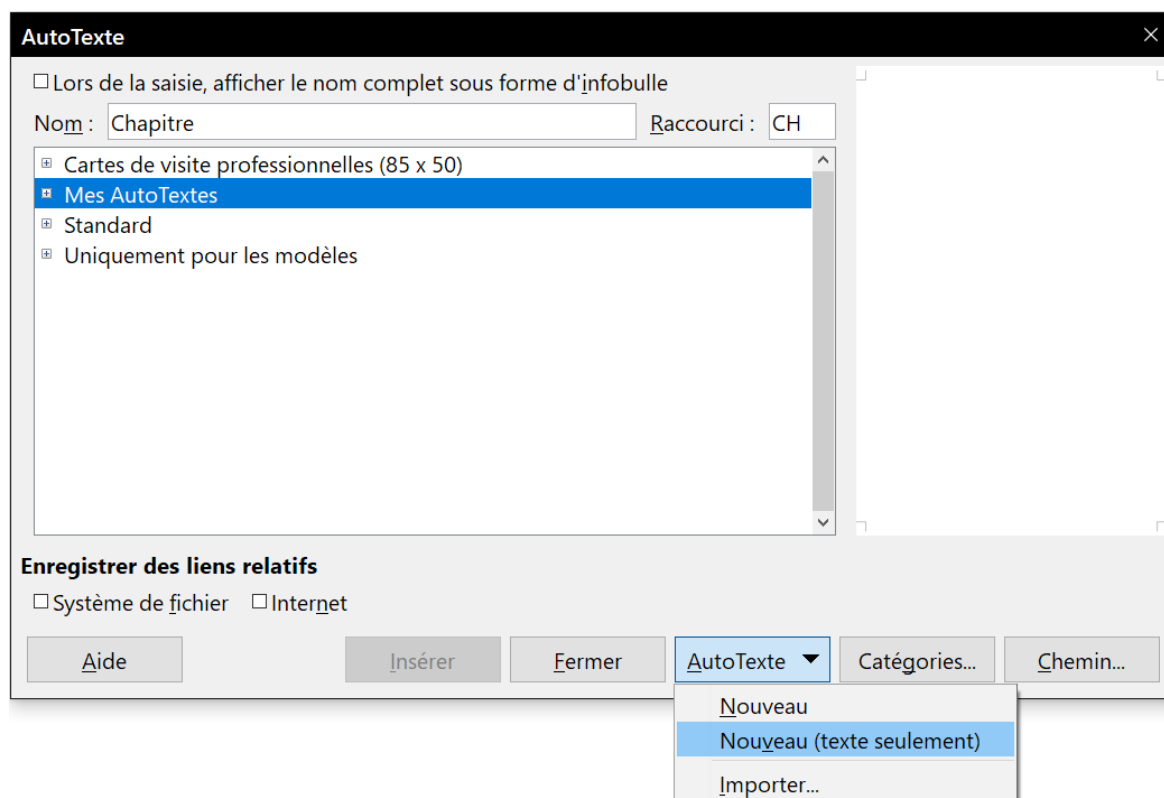 AutoTexte
Lors de la saisie, afficher le nom complet sous forme d'infobulle
Nom : Chapitre Raccourci : CH
Cartes de visite professionnelles (85 x 50)
Mes AutoTextes
Standard
Uniquement pour les modèles
Enregistrer des liens relatifs
Système de fichier Internet
Aide Insérer Fermer AutoTexte Catégories... Chemin...
Nouveau
Nouveau (texte seulement)
Importer...